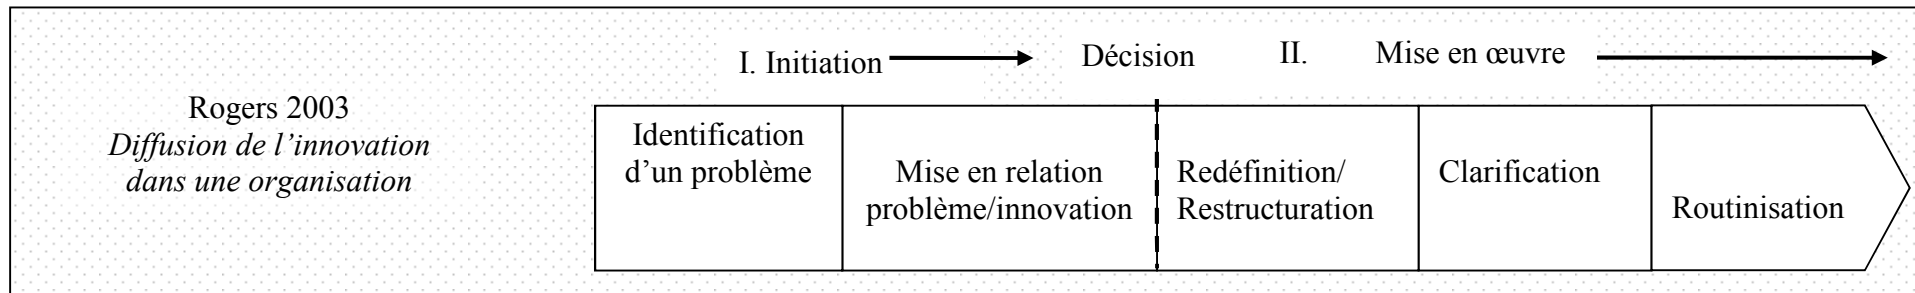 I. Initiation
Décision
II. Mise en œuvre
Rogers 2003
Diffusion de l’innovation
dans une organisation
Identification
d’un problème
Mise en relation
problème/innovation
Redéfinition/
Restructuration
Clarification
Routinisation